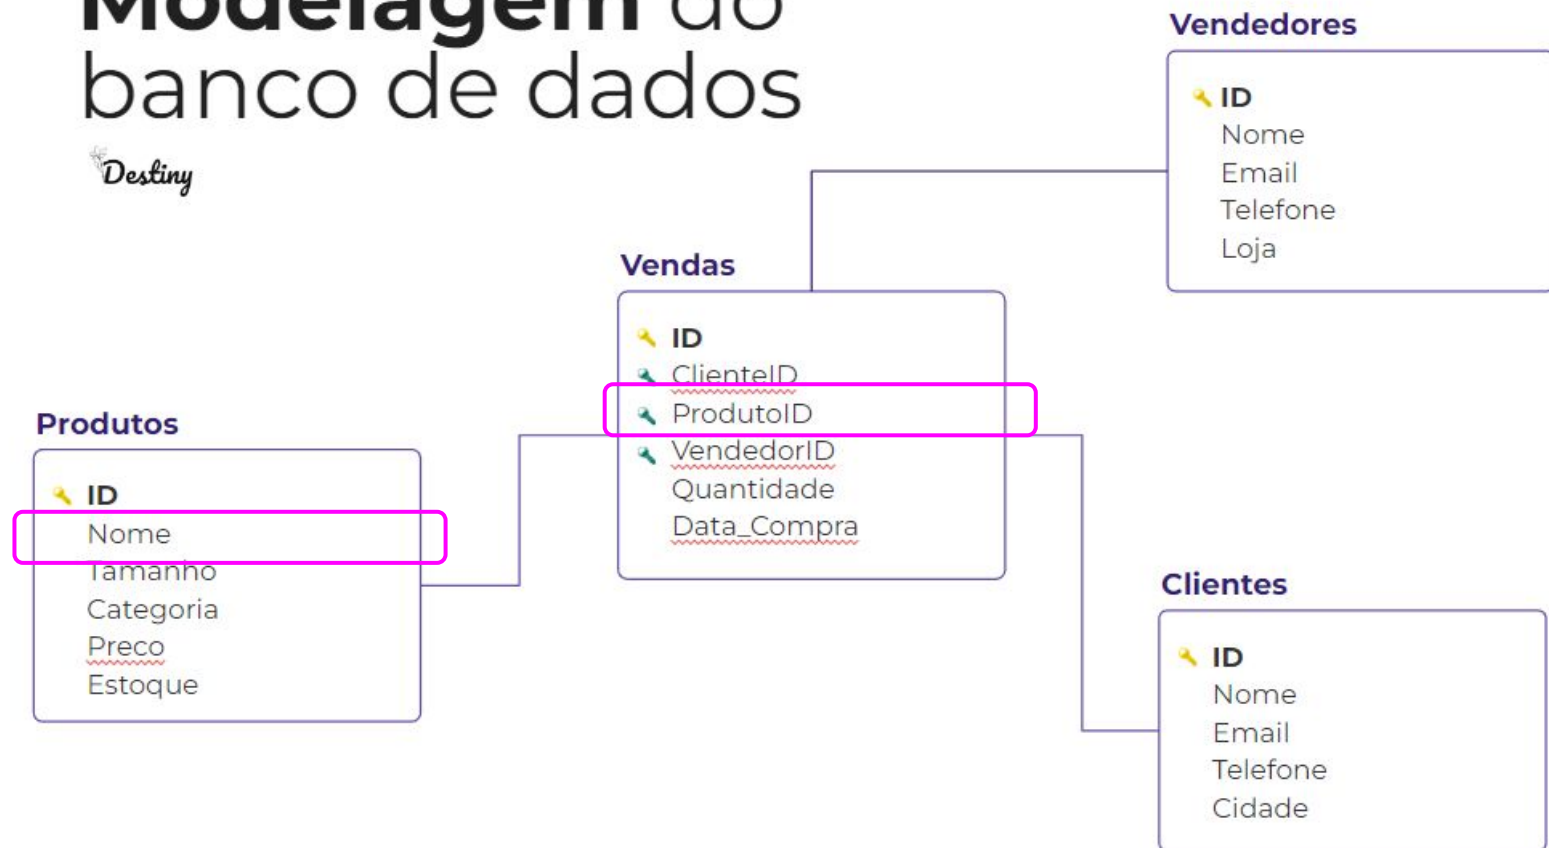 Modelagem do
banco de dados
Destiny
Vendedores
ID
Nome
Email
Telefone
Loja
Vendas
ID
ClienteID
ProdutoID
VendedorID
Quantidade
Data_Compra
Produtos
ID
Nome
Tamanho
Categoria
Preco
Estoque
Clientes
ID
Nome
Email
Telefone
Cidade